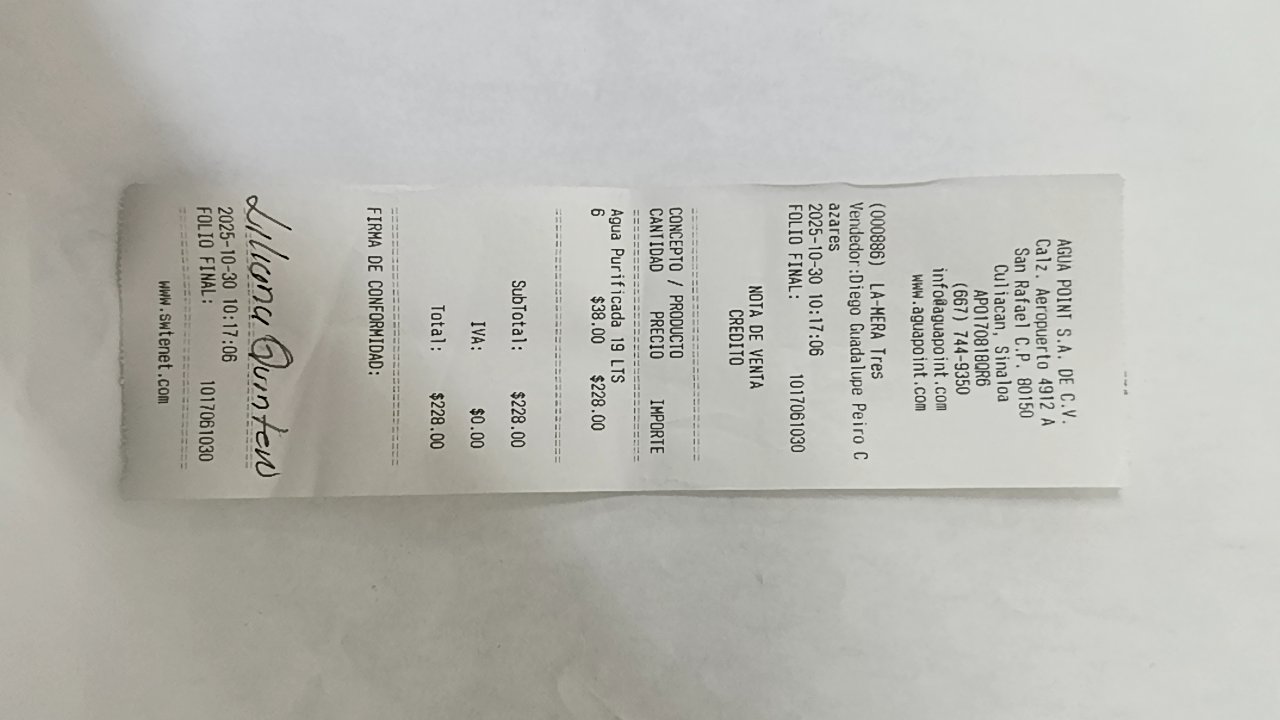 AGUA POINT S.A. DE C.V.
Calz. Aeropuerto 4912 A
San Rafael C.P. 80150
Culiacan, Sinaloa
APO170818QR6
(667) 744-9350
info@aguapoint.com
www.aguapoint.com
(000886) LA-MERA Tres
Vendedor:Diego Guadalupe Peiro C
azares
2025-10-30 10:17:06
FOLIO FINAL: 1017061030
NOTA DE VENTA
CREDITO
CONCEPTO / PRODUCTO
CANTIDAD PRECIO IMPORTE
Agua Purificada 19 LTS
6 $38.00 $228.00
SubTotal: $228.00
IVA: $0.00
Total: $228.00
FIRMA DE CONFORMIDAD:
Liliana Quintero
2025-10-30 10:17:06
FOLIO FINAL: 1017061030
www.swtenet.com